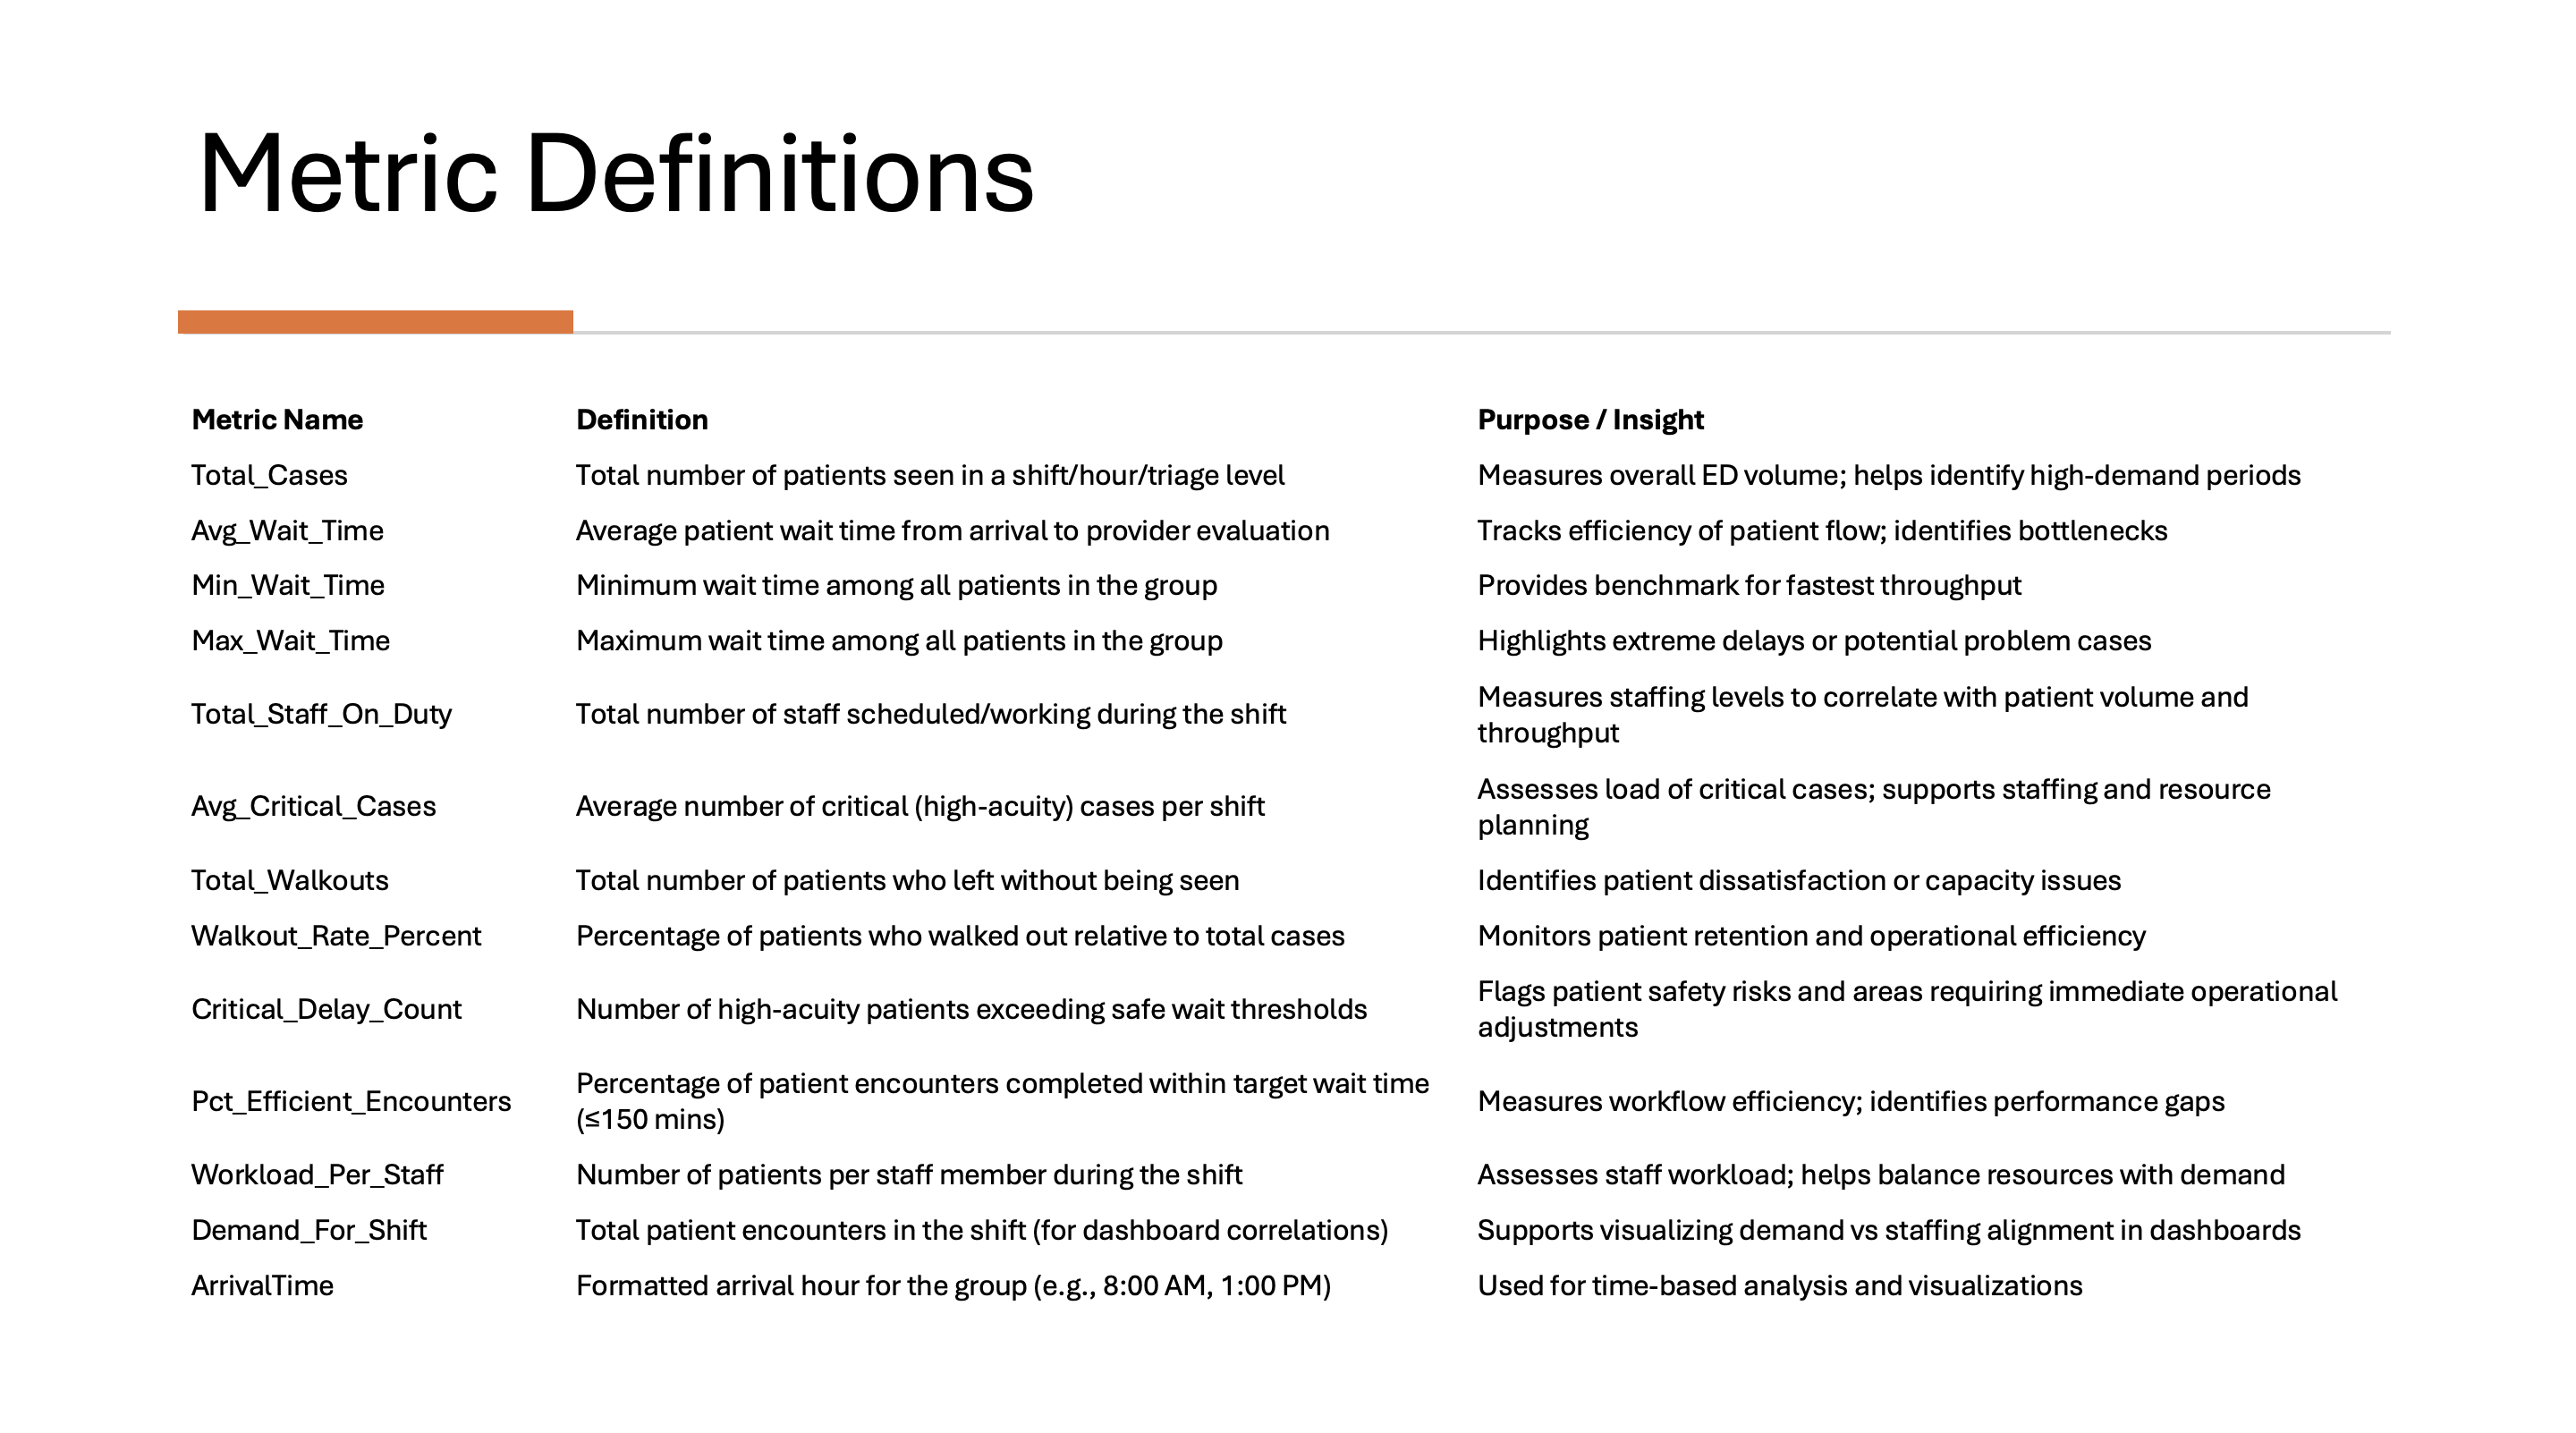 Metric Definitions
Metric Name Definition Purpose / Insight
Total_Cases Total number of patients seen in a shift/hour/triage level Measures overall ED volume; helps identify high-demand periods
Avg_Wait_Time Average patient wait time from arrival to provider evaluation Tracks efficiency of patient flow; identifies bottlenecks
Min_Wait_Time Minimum wait time among all patients in the group Provides benchmark for fastest throughput
Max_Wait_Time Maximum wait time among all patients in the group Highlights extreme delays or potential problem cases
Total_Staff_On_Duty Total number of staff scheduled/working during the shift Measures staffing levels to correlate with patient volume and
throughput
Avg_Critical_Cases Average number of critical (high-acuity) cases per shift Assesses load of critical cases; supports staffing and resource
planning
Total_Walkouts Total number of patients who left without being seen Identifies patient dissatisfaction or capacity issues
Walkout_Rate_Percent Percentage of patients who walked out relative to total cases Monitors patient retention and operational efficiency
Critical_Delay_Count Number of high-acuity patients exceeding safe wait thresholds Flags patient safety risks and areas requiring immediate operational
adjustments
Pct_Efficient_Encounters Percentage of patient encounters completed within target wait time
(≤150 mins) Measures workflow efficiency; identifies performance gaps
Workload_Per_Staff Number of patients per staff member during the shift Assesses staff workload; helps balance resources with demand
Demand_For_Shift Total patient encounters in the shift (for dashboard correlations) Supports visualizing demand vs staffing alignment in dashboards
ArrivalTime Formatted arrival hour for the group (e.g., 8:00 AM, 1:00 PM) Used for time-based analysis and visualizations